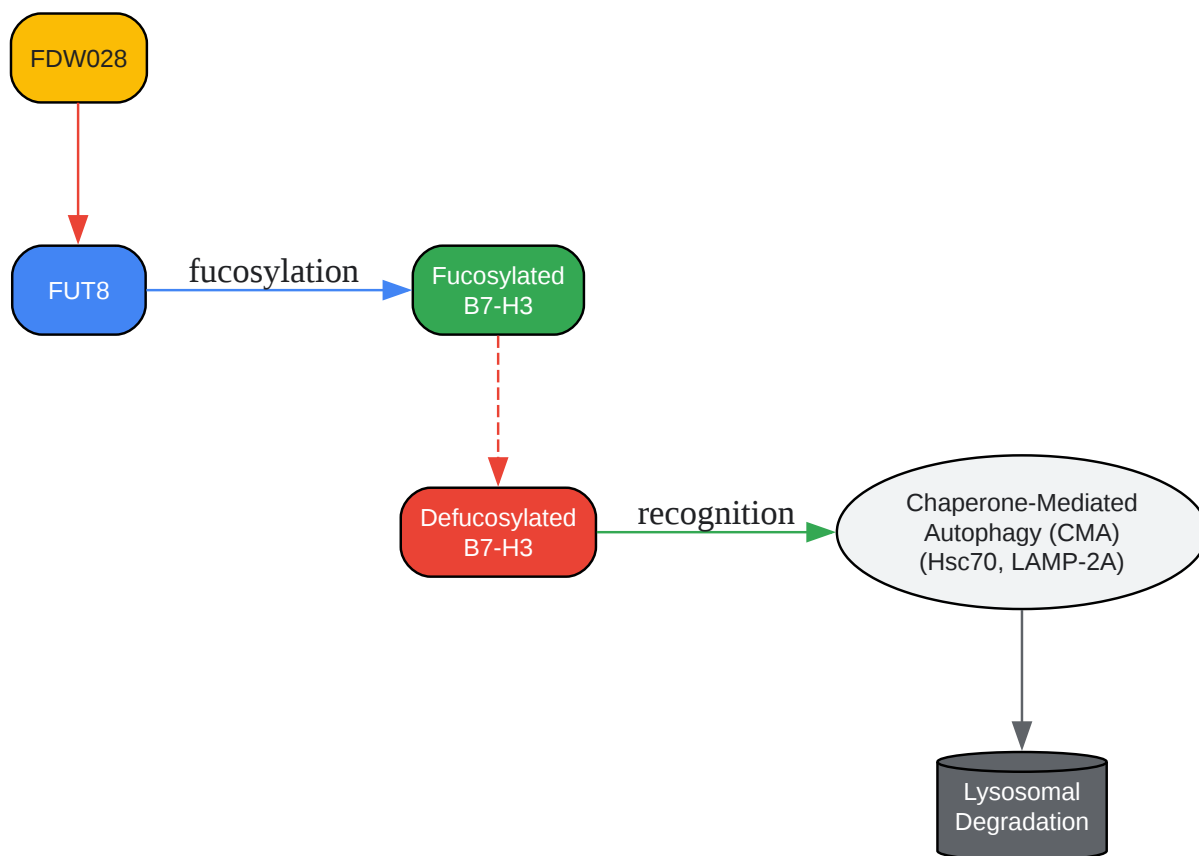 FDW028
FUT8
fucosylation
Fucosylated
B7-H3
Defucosylated
B7-H3
recognition
Chaperone-Mediated
Autophagy (CMA)
(Hsc70, LAMP-2A)
Lysosomal
Degradation